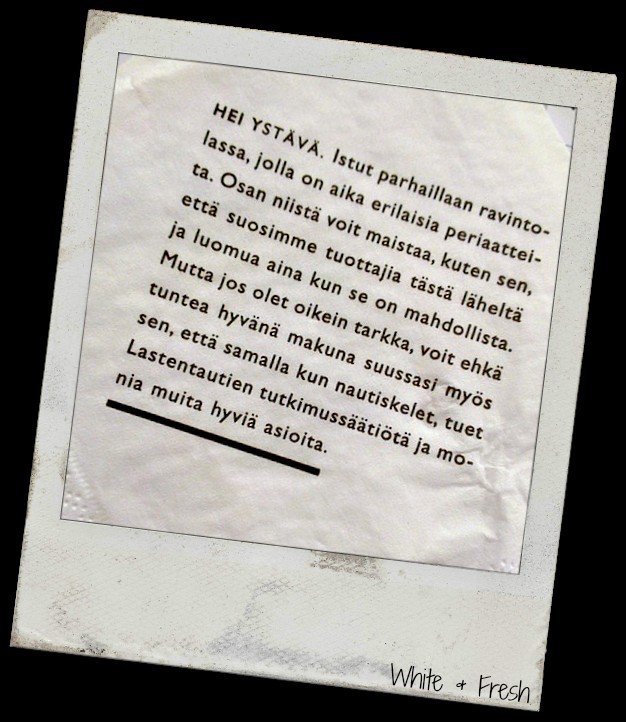 HEI YSTÄVÄ. Istut parhaillaan ravinto-
lassa, jolla on aika erilaisia periaattei-
ta. Osan niistä voit maistaa, kuten sen,
että suosimme tuottajia tästä läheltä
ja luomua aina kun se on mahdollista.
Mutta jos olet oikein tarkka, voit ehkä
tuntea hyvänä makuna suussasi myös
sen, että samalla kun nautiskelet, tuet
Lastentautien tutkimussäätiötä ja mo-
nia muita hyviä asioita.
White & Fresh